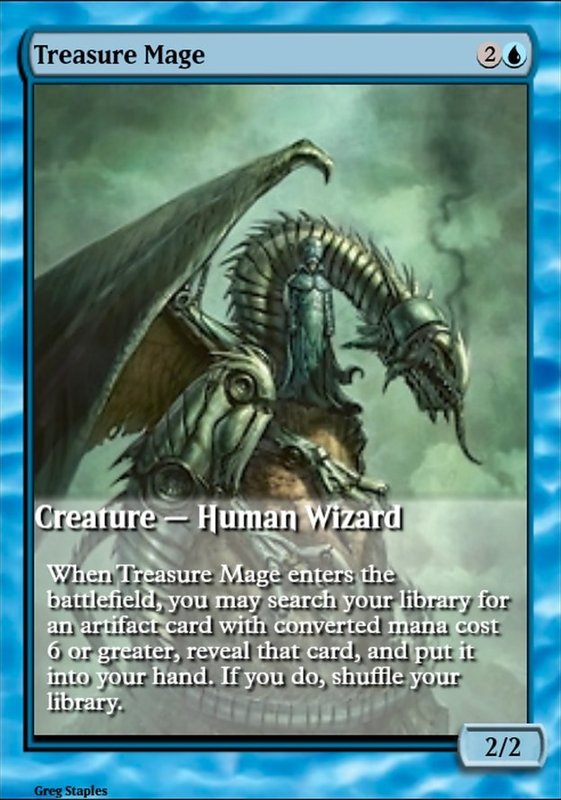 Treasure Mage
2
Creature — Human Wizard
When Treasure Mage enters the
battlefield, you may search your library for
an artifact card with converted mana cost
6 or greater, reveal that card, and put it
into your hand. If you do, shuffle your
library.
2/2
Greg Staples